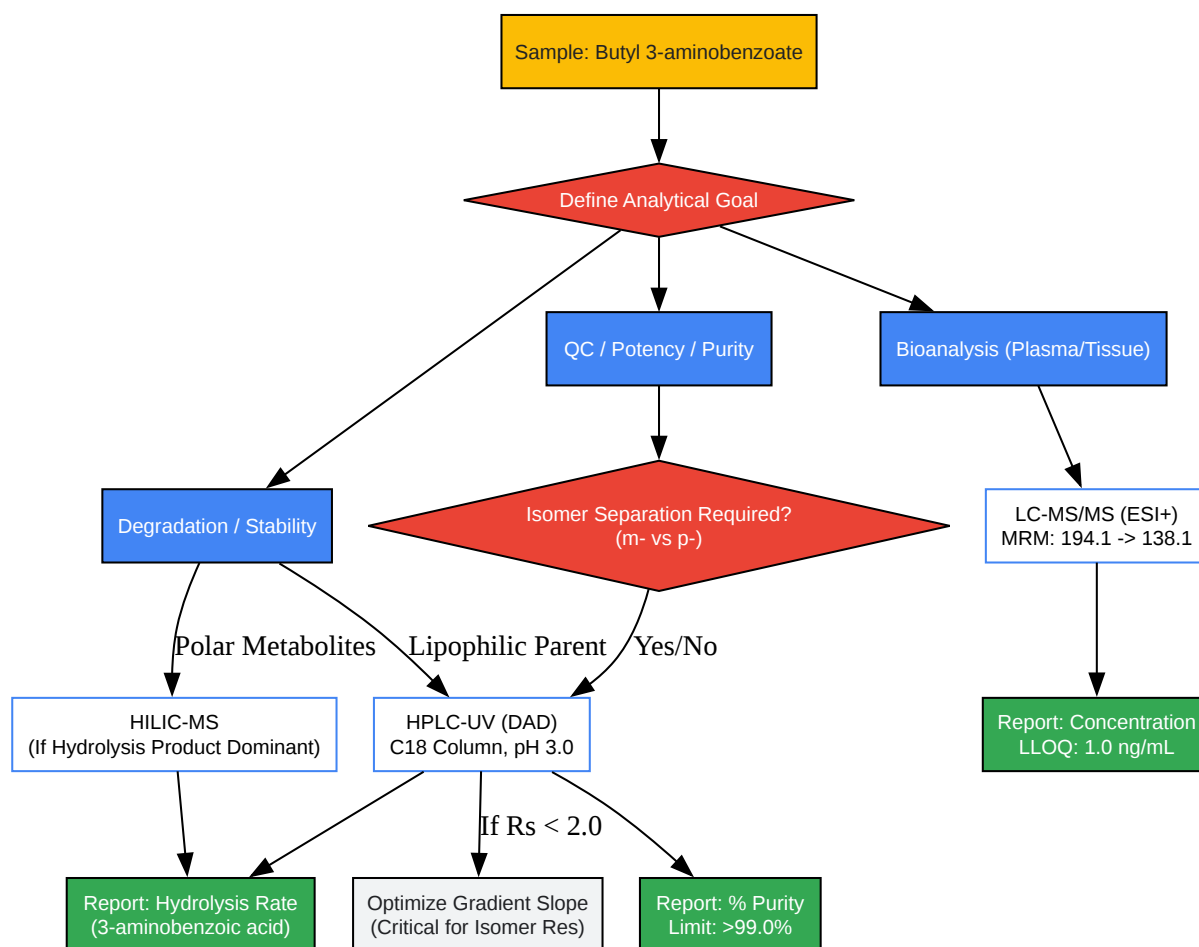 Sample: Butyl 3-aminobenzoate
Define Analytical Goal
QC / Potency / Purity
Bioanalysis (Plasma/Tissue)
Degradation / Stability
Isomer Separation Required?
(m- vs p-)
LC-MS/MS (ESI+)
MRM: 194.1 -> 138.1
Polar Metabolites
Lipophilic Parent
Yes/No
HILIC-MS
(If Hydrolysis Product Dominant)
HPLC-UV (DAD)
C18 Column, pH 3.0
Report: Concentration
LLOQ: 1.0 ng/mL
If Rs < 2.0
Report: Hydrolysis Rate
(3-aminobenzoic acid)
Optimize Gradient Slope
(Critical for Isomer Res)
Report: % Purity
Limit: >99.0%